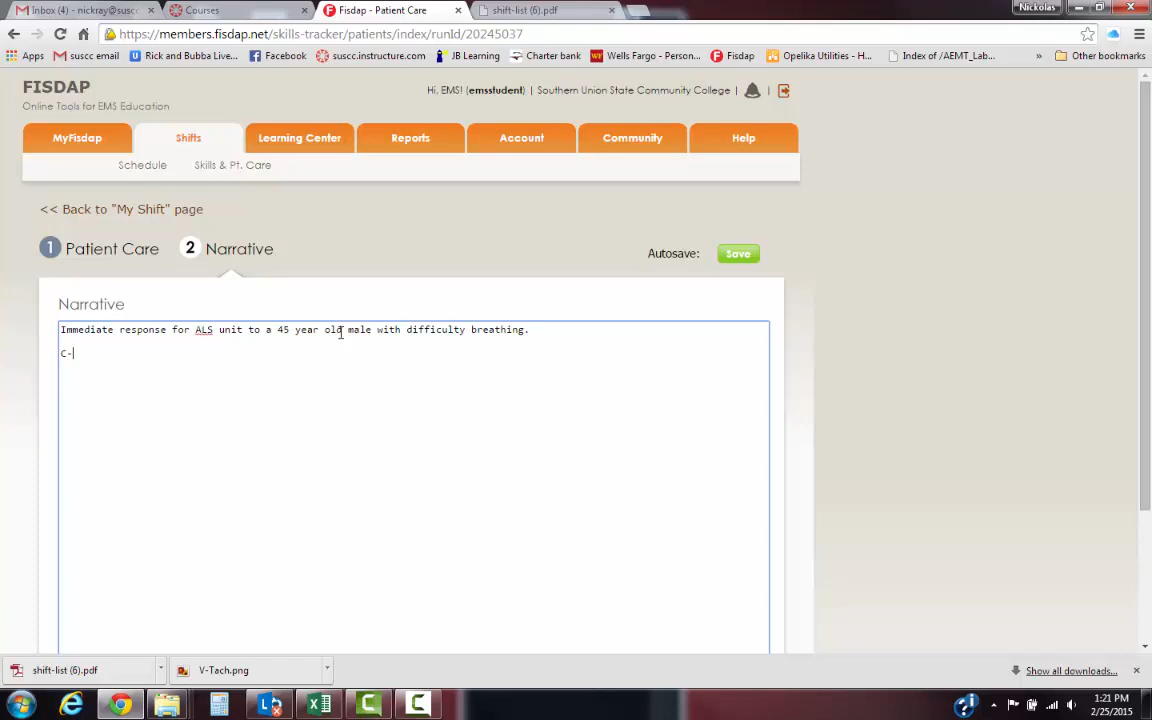 Inbox (4) - nickray@susc
Courses
Fisdap - Patient Care
shift-list (6).pdf
Nickolas
https://members.fisdap.net/skills-tracker/patients/index/runId/20245037
Apps
suscc email
Rick and Bubba Live...
Facebook
suscc.instructure.com
JB Learning
Charter bank
Wells Fargo - Person...
Fisdap
Opelika Utilities - H...
Index of /AEMT_Lab...
»
Other bookmarks
FISDAP
Online Tools for EMS Education
Hi, EMS! (emsstudent) | Southern Union State Community College | |
MyFisdap
Shifts
Learning Center
Reports
Account
Community
Help
Schedule
Skills & Pt. Care
<< Back to "My Shift" page
1 Patient Care
2 Narrative
Autosave:
Save
Narrative
Immediate response for ALS unit to a 45 year old male with difficulty breathing.
C-
shift-list (6).pdf
V-Tach.png
Show all downloads...
1:21 PM
2/25/2015